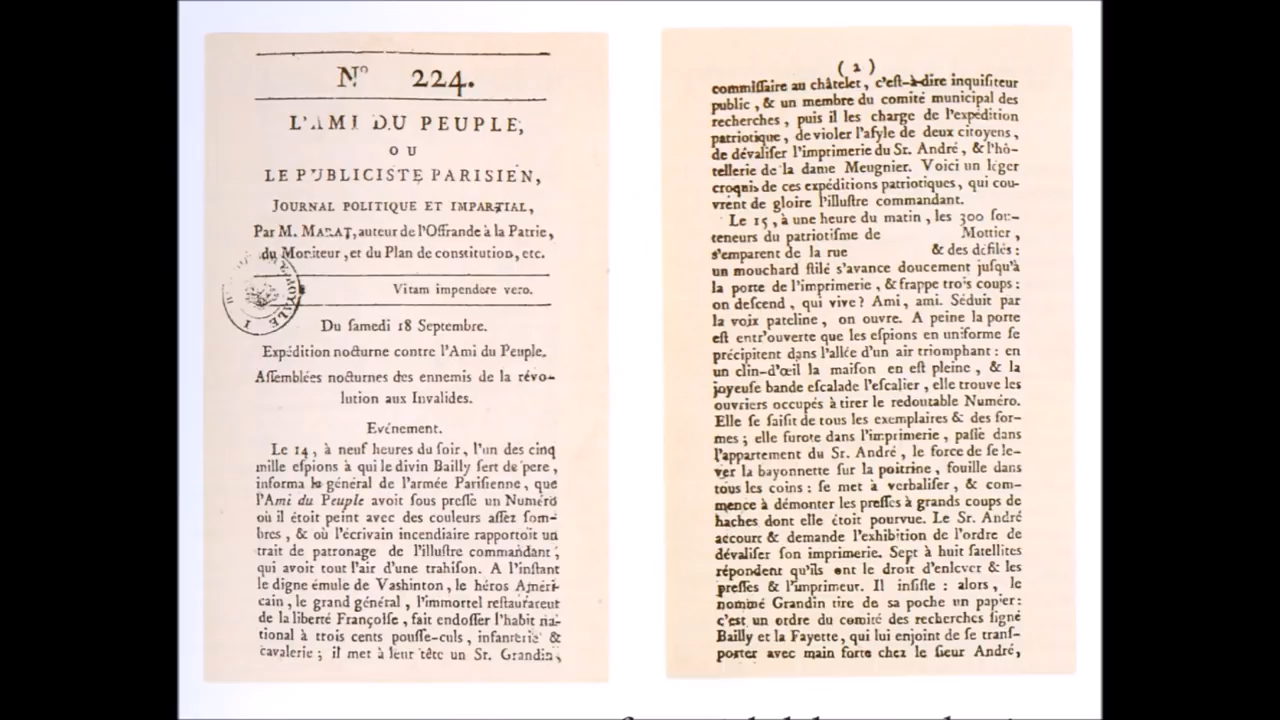 N° 224.
L'AMI DU PEUPLE,
OU
LE PUBLICISTE PARISIEN,
JOURNAL POLITIQUE ET IMPARTIAL,
Par M. MARAT, auteur de l'Offrande à la Patrie,
du Moniteur, et du Plan de constitution, etc.
Vitam impendere vero.
Du samedi 18 Septembre.
Expédition nocturne contre l'Ami du Peuple.
Aſſemblées nocturnes des ennemis de la révo-
lution aux Invalides.
Evénement.
Le 14, à neuf heures du ſoir, l'un des cinq
mille eſpions à qui le divin Bailly ſert de pere,
informa le général de l'armée Pariſienne, que
l'Ami du Peuple avoit ſous preſſe un Numéro
où il étoit peint avec des couleurs aſſez ſom-
bres, & où l'écrivain incendiaire rapportoit un
trait de patronage de l'illuſtre commandant,
qui avoit tout l'air d'une trahiſon. A l'inſtant
le digne émule de Vashinton, le héros Améri-
cain, le grand général, l'immortel reſtaurateur
de la liberté Françoiſe, fait endoſſer l'habit na-
tional à trois cents pouſſe-culs, infanterie &
cavalerie; il met à leur tête un Sr. Grandin,
(2)
commiſſaire au châtelet, c'eſt-à-dire inquiſiteur
public, & un membre du comité municipal des
recherches, puis il les charge de l'expédition
patriotique, de violer l'aſyle de deux citoyens,
de dévaliſer l'imprimerie du Sr. André, & l'hô-
tellerie de la dame Meugnier. Voici un léger
croquis de ces expéditions patriotiques, qui cou-
vrent de gloire l'illuſtre commandant.
Le 15, à une heure du matin, les 300 ſou-
teneurs du patriotiſme de Mottier,
s'emparent de la rue & des défilés:
un mouchard ſtilé s'avance doucement juſqu'à
la porte de l'imprimerie, & frappe trois coups:
on deſcend, qui vive? Ami, ami. Séduit par
la voix pateline, on ouvre. A peine la porte
eſt entr'ouverte que les eſpions en uniforme ſe
précipitent dans l'allée d'un air triomphant: en
un clin-d'œil la maiſon en eſt pleine, & la
joyeuſe bande eſcalade l'eſcalier, elle trouve les
ouvriers occupés à tirer le redoutable Numéro.
Elle ſe ſaiſit de tous les exemplaires & des for-
mes; elle furote dans l'imprimerie, paſſe dans
l'appartement du Sr. André, le force de ſe le-
ver la bayonnette ſur la poitrine, fouille dans
tous les coins: ſe met à verbaliſer, & com-
mence à démonter les preſſes à grands coups de
haches dont elle étoit pourvue. Le Sr. André
accourt & demande l'exhibition de l'ordre de
dévaliſer ſon imprimerie. Sept à huit ſatellites
répondent qu'ils ont le droit d'enlever & les
preſſes & l'imprimeur. Il inſiſte: alors, le
nommé Grandin tire de ſa poche un papier:
c'eſt un ordre du comité des recherches ſigné
Bailly et la Fayette, qui lui enjoint de ſe tranſ-
porter avec main forte chez le ſieur André,